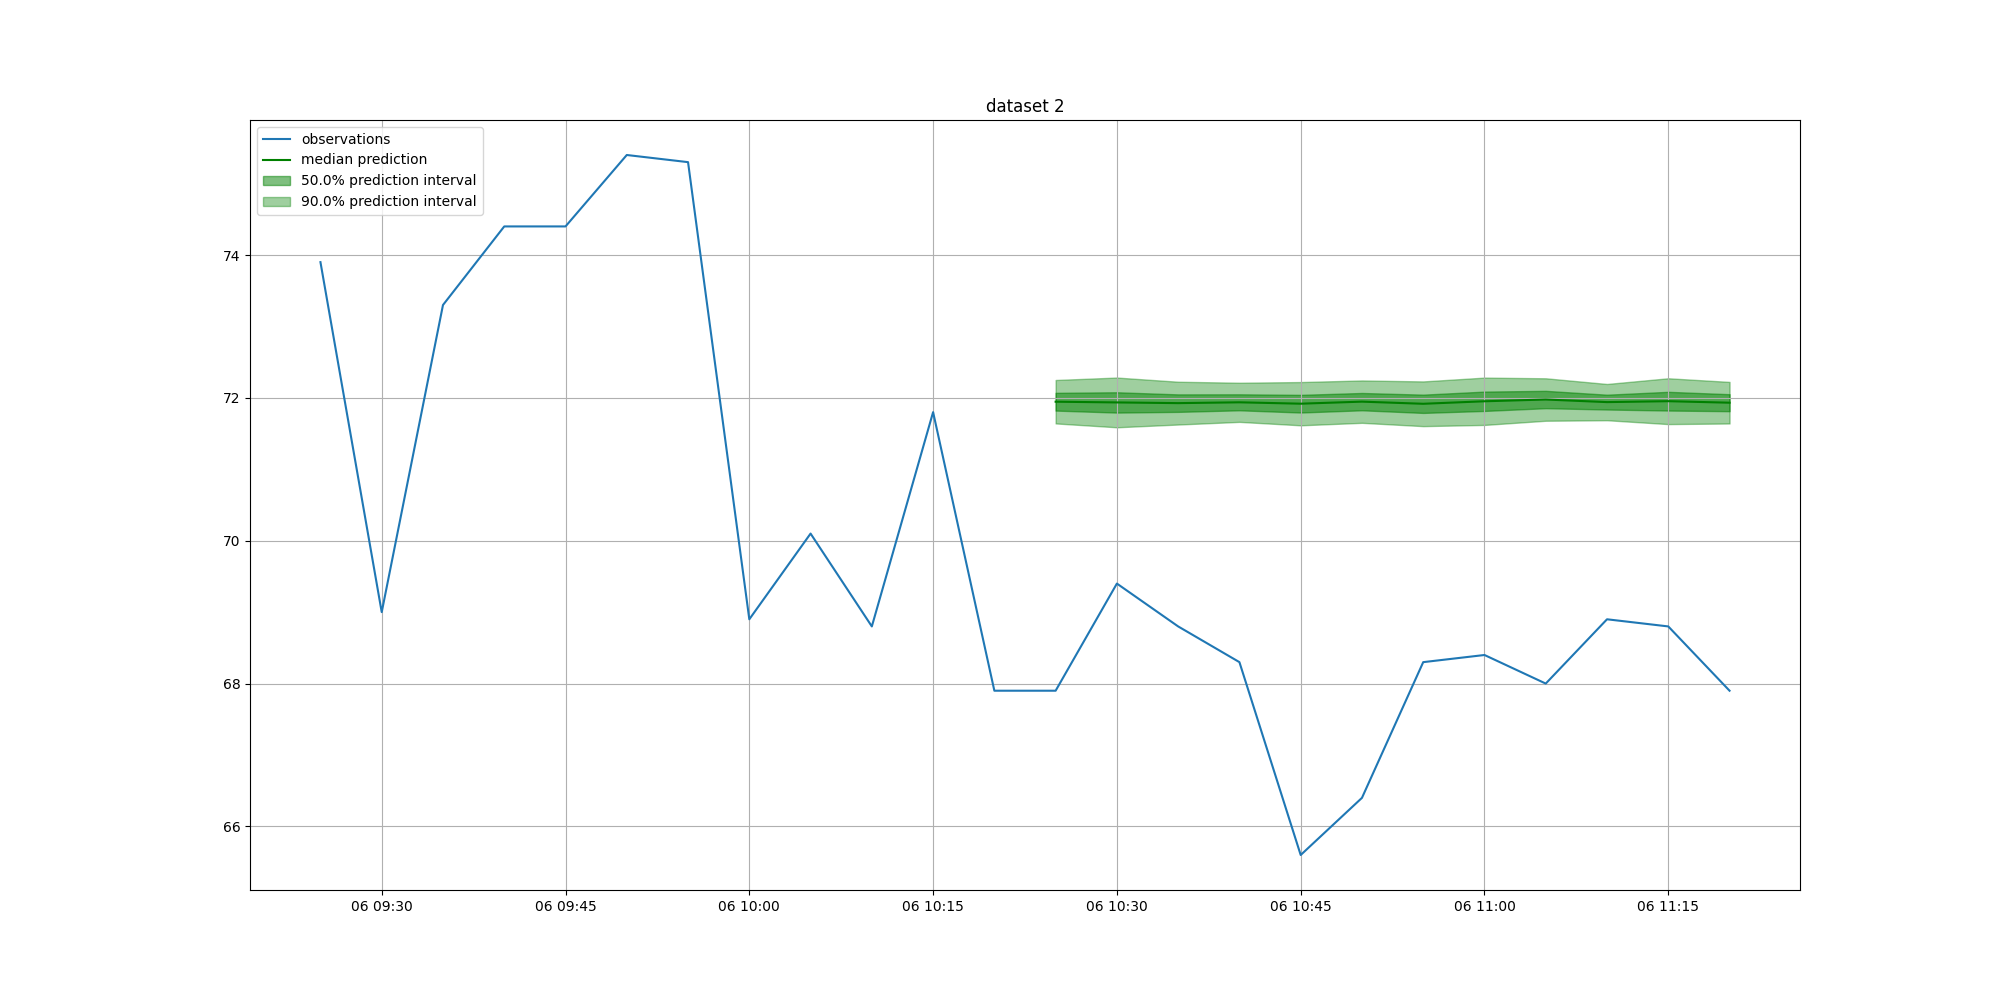 dataset 2
observations
median prediction
50.0% prediction interval
90.0% prediction interval
74
72
70
68
66
06 09:30
06 09:45
06 10:00
06 10:15
06 10:30
06 10:45
06 11:00
06 11:15